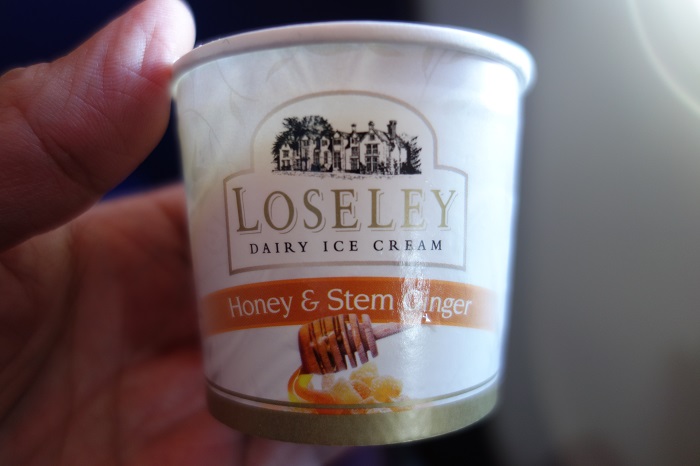 LOSELEY
DAIRY ICE CREAM
Honey & Stem Ginger